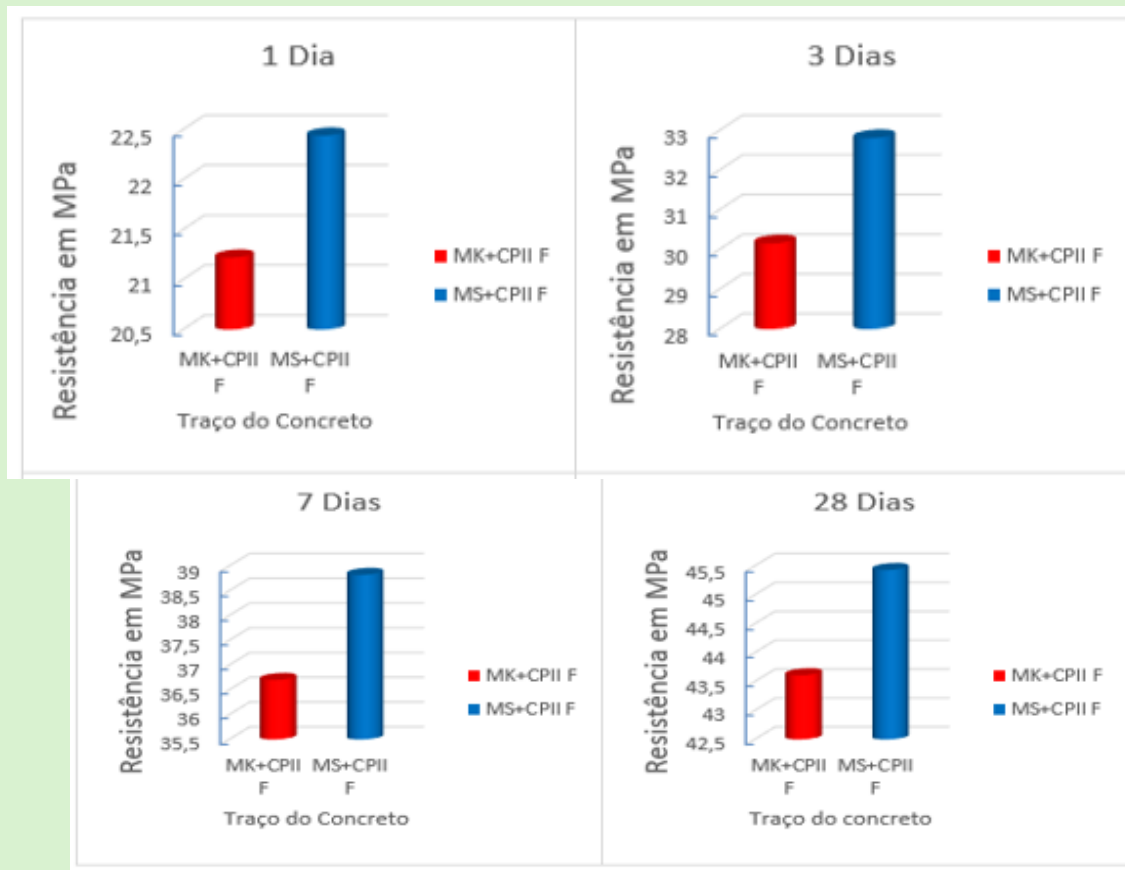 1 Dia
Resistência em MPa
22,5
22
21,5
21
20,5
MK+CPII
F
MS+CPII
F
Traço do Concreto
MK+CPII F
MS+CPII F
3 Dias
Resistência em MPa
33
32
31
30
29
28
MK+CPII
F
MS+CPII
F
Traço do Concreto
MK+CPII F
MS+CPII F
7 Dias
Resistência em MPa
39
38,5
38
37,5
37
36,5
36
35,5
MK+CPII
F
MS+CPII
F
Traço do Concreto
MK+CPII F
MS+CPII F
28 Dias
Resistência em MPa
45,5
45
44,5
44
43,5
43
42,5
MK+CPII
F
MS+CPII
F
Traço do concreto
MK+CPII F
MS+CPII F